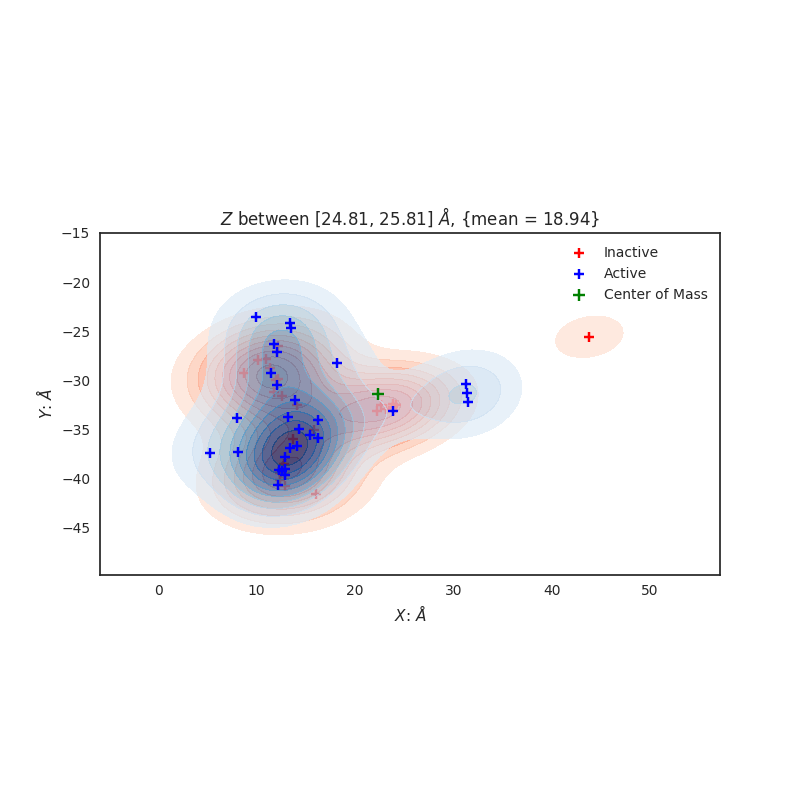 Z between [24.81, 25.81] Å, {mean = 18.94}
Inactive
Active
Center of Mass
−15
−20
−25
−30
−35
−40
−45
Y: Å
0 10 20 30 40 50
X: Å